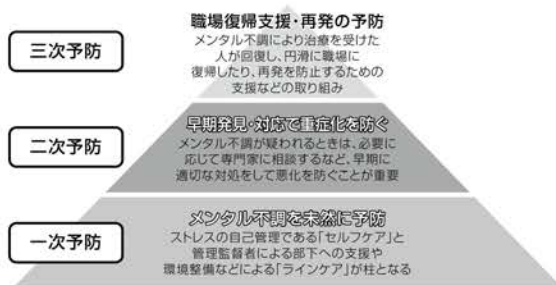 三次予防
職場復帰支援・再発の予防
メンタル不調により治療を受けた
人が回復し、円滑に職場に
復帰したり、再発を防止するための
支援などの取り組み
二次予防
早期発見・対応で重症化を防ぐ
メンタル不調が疑われるときは、必要に
応じて専門家に相談するなど、早期に
適切な対処をして悪化を防ぐことが重要
一次予防
メンタル不調を未然に予防
ストレスの自己管理である「セルフケア」と
管理監督者による部下への支援や
環境整備などによる「ラインケア」が柱となる